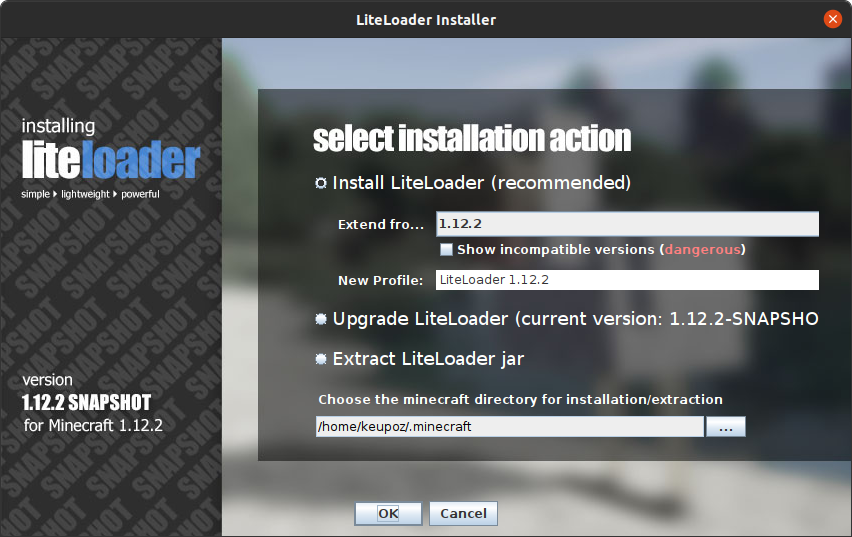 LiteLoader Installer
installing
liteloader
simple lightweight powerful
version
1.12.2 SNAPSHOT
for Minecraft 1.12.2
select installation action
Install LiteLoader (recommended)
Extend fro... 1.12.2
Show incompatible versions (dangerous)
New Profile: LiteLoader 1.12.2
Upgrade LiteLoader (current version: 1.12.2-SNAPSHO
Extract LiteLoader jar
Choose the minecraft directory for installation/extraction
/home/keupoz/.minecraft ...
OK Cancel